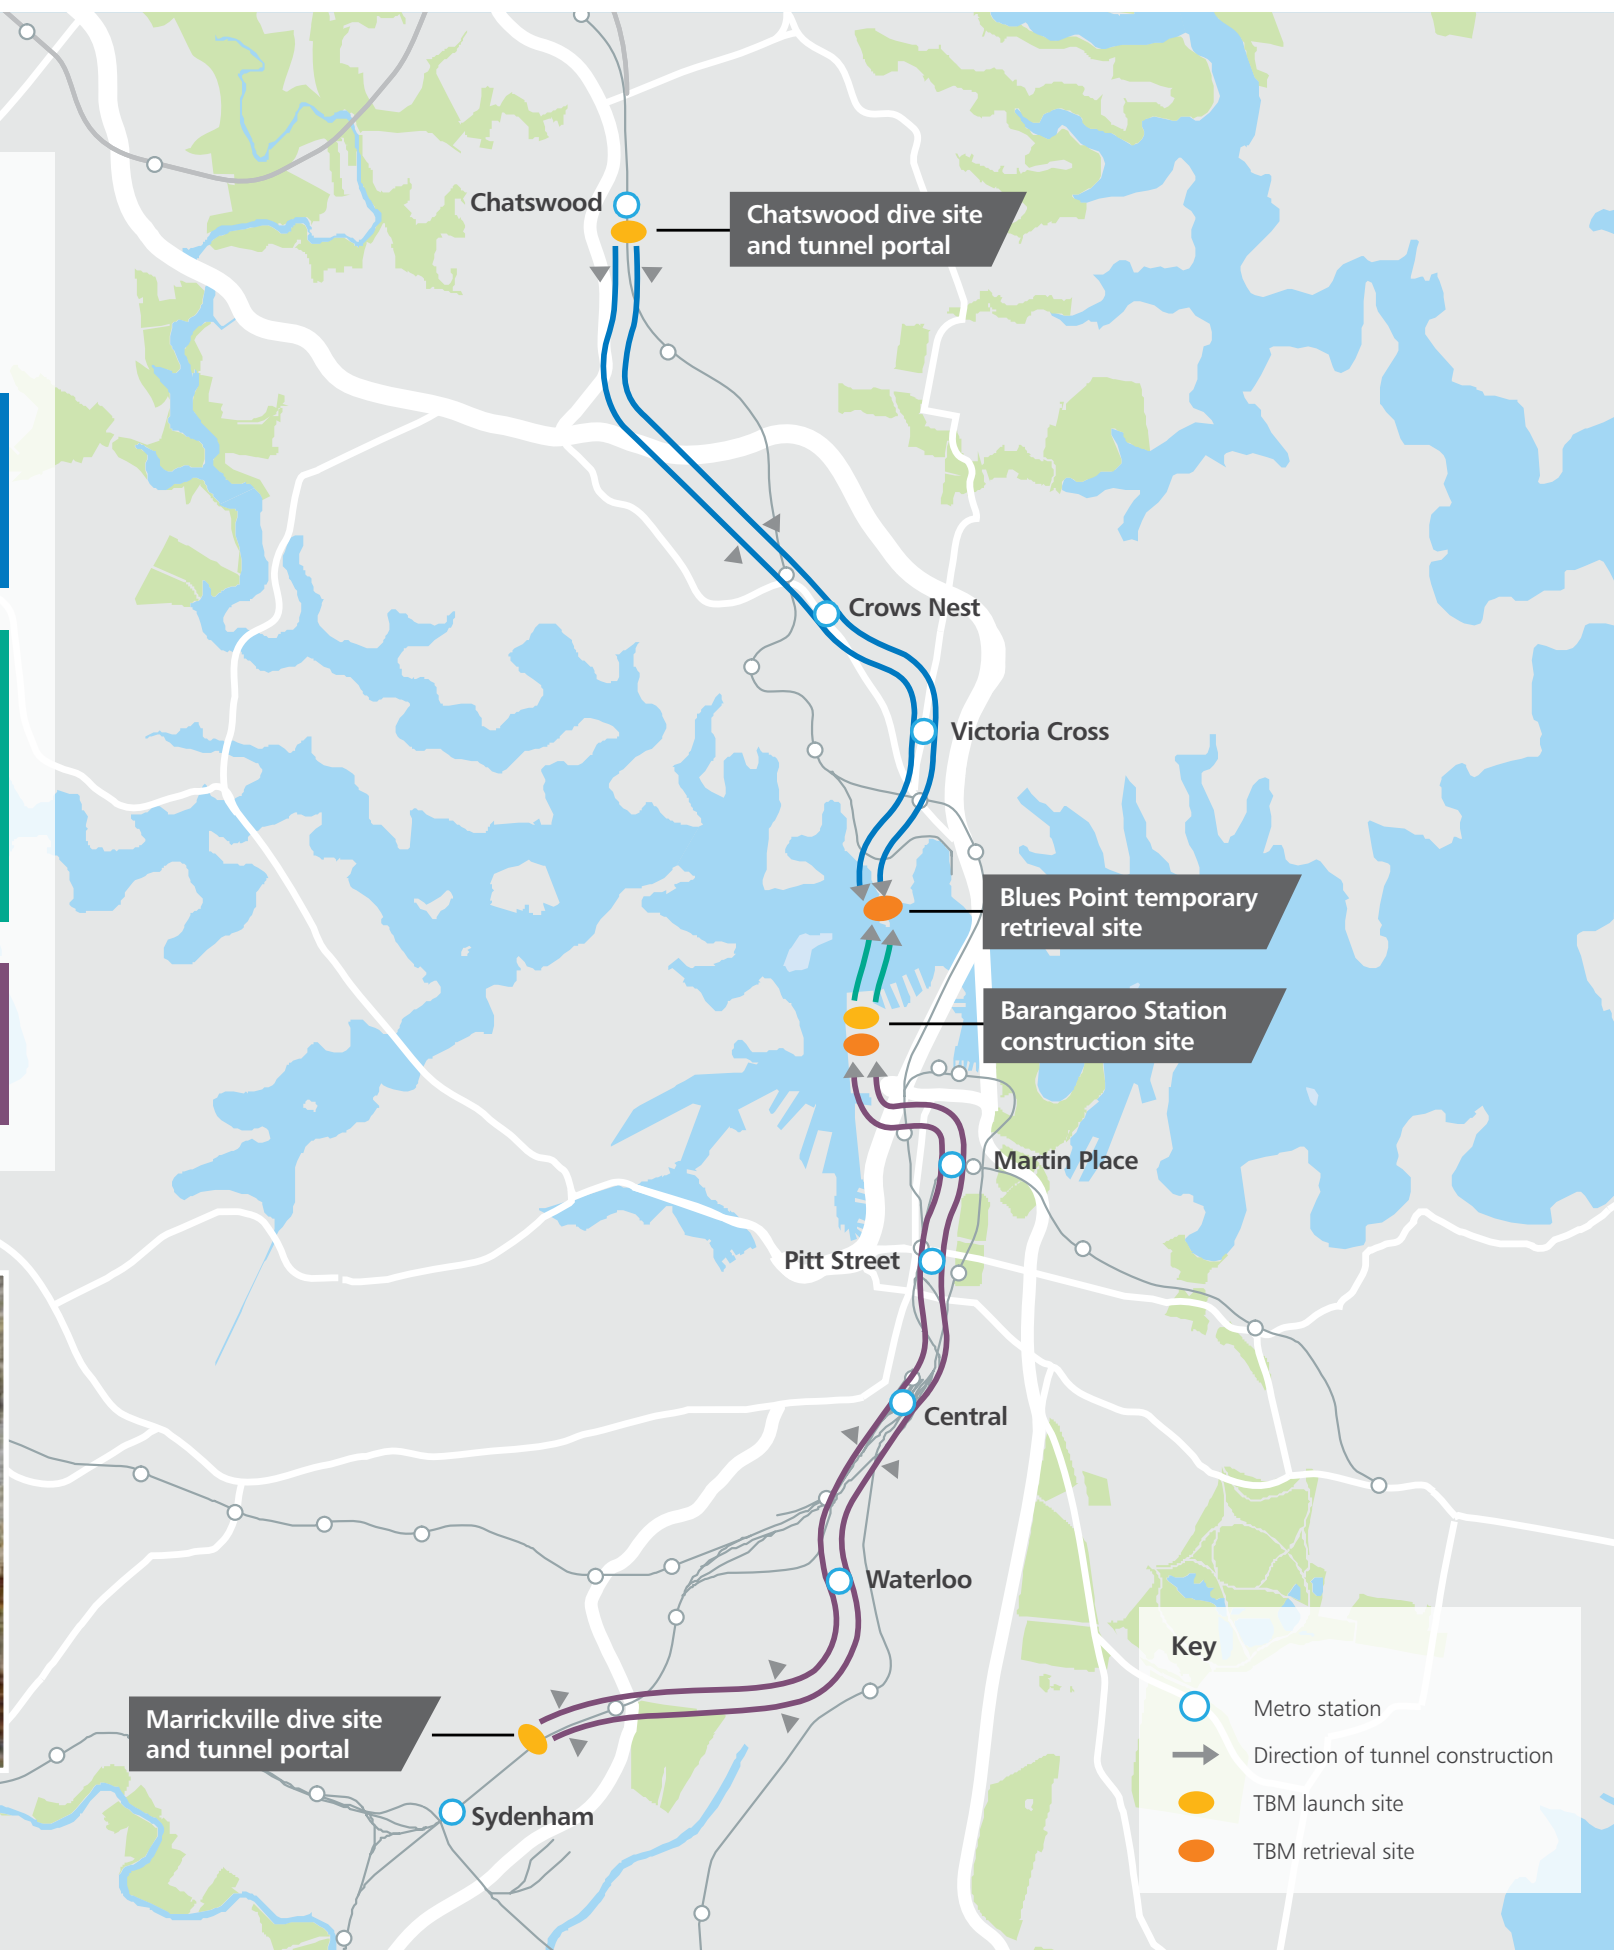 Chatswood
Chatswood dive site
and tunnel portal
Crows Nest
Victoria Cross
Blues Point temporary
retrieval site
Barangaroo Station
construction site
Martin Place
Pitt Street
Central
Waterloo
Marrickville dive site
and tunnel portal
Sydenham
Key
Metro station
Direction of tunnel construction
TBM launch site
TBM retrieval site